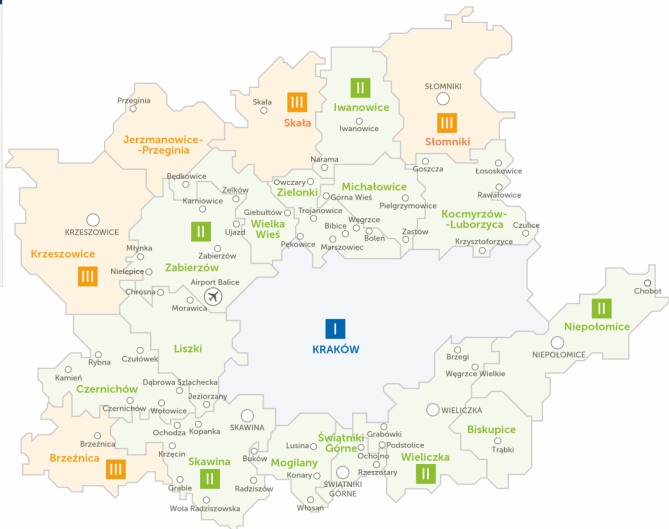 Przeginia
Skała
III
Skała
II
Iwanowice
Iwanowice
SŁOMNIKI
III
Słomniki
Jerzmanowice-
-Przeginia
Będkowice
Karniowice
Zelków
Owczary
Narama
Zielonki
Górna Wieś
Michałowice
Goszcza
Łososkowice
Rawałowice
Pielgrzymowice
Giebułtów
Trojanowice
Wielka
Wieś
Bibice
Węgrzce
Kocmyrzów-
-Luborzyca
Czulice
KRZESZOWICE
Krzeszowice
III
II
Ujazd
Pękowice
Marszowiec
Boleń
Zastów
Krzysztoforzyce
Młynka
Zabierzów
Zabierzów
Nielepice
Airport Balice
Chrosna
Morawica
Chobot
II
Niepołomice
I
KRAKÓW
NIEPOŁOMICE
Liszki
Rybna
Czułówek
Kamień
Brzegi
Węgrzce Wielkie
Czernichów
Dąbrowa Szlachecka
Jeziorzany
Czernichów
Wołowice
SKAWINA
WIELICZKA
Ochodza
Kopanka
Biskupice
Trąbki
Brzeźnica
Brzeźnica
III
Krzęcin
Skawina
II
Buków
Lusina
Mogilany
Świątniki
Górne
Grabówki
Podstolice
Ochojno
Rzeszotary
Wieliczka
II
Grabie
Radziszów
Konary
ŚWIĄTNIKI
GÓRNE
Wola Radziszowska
Włosań